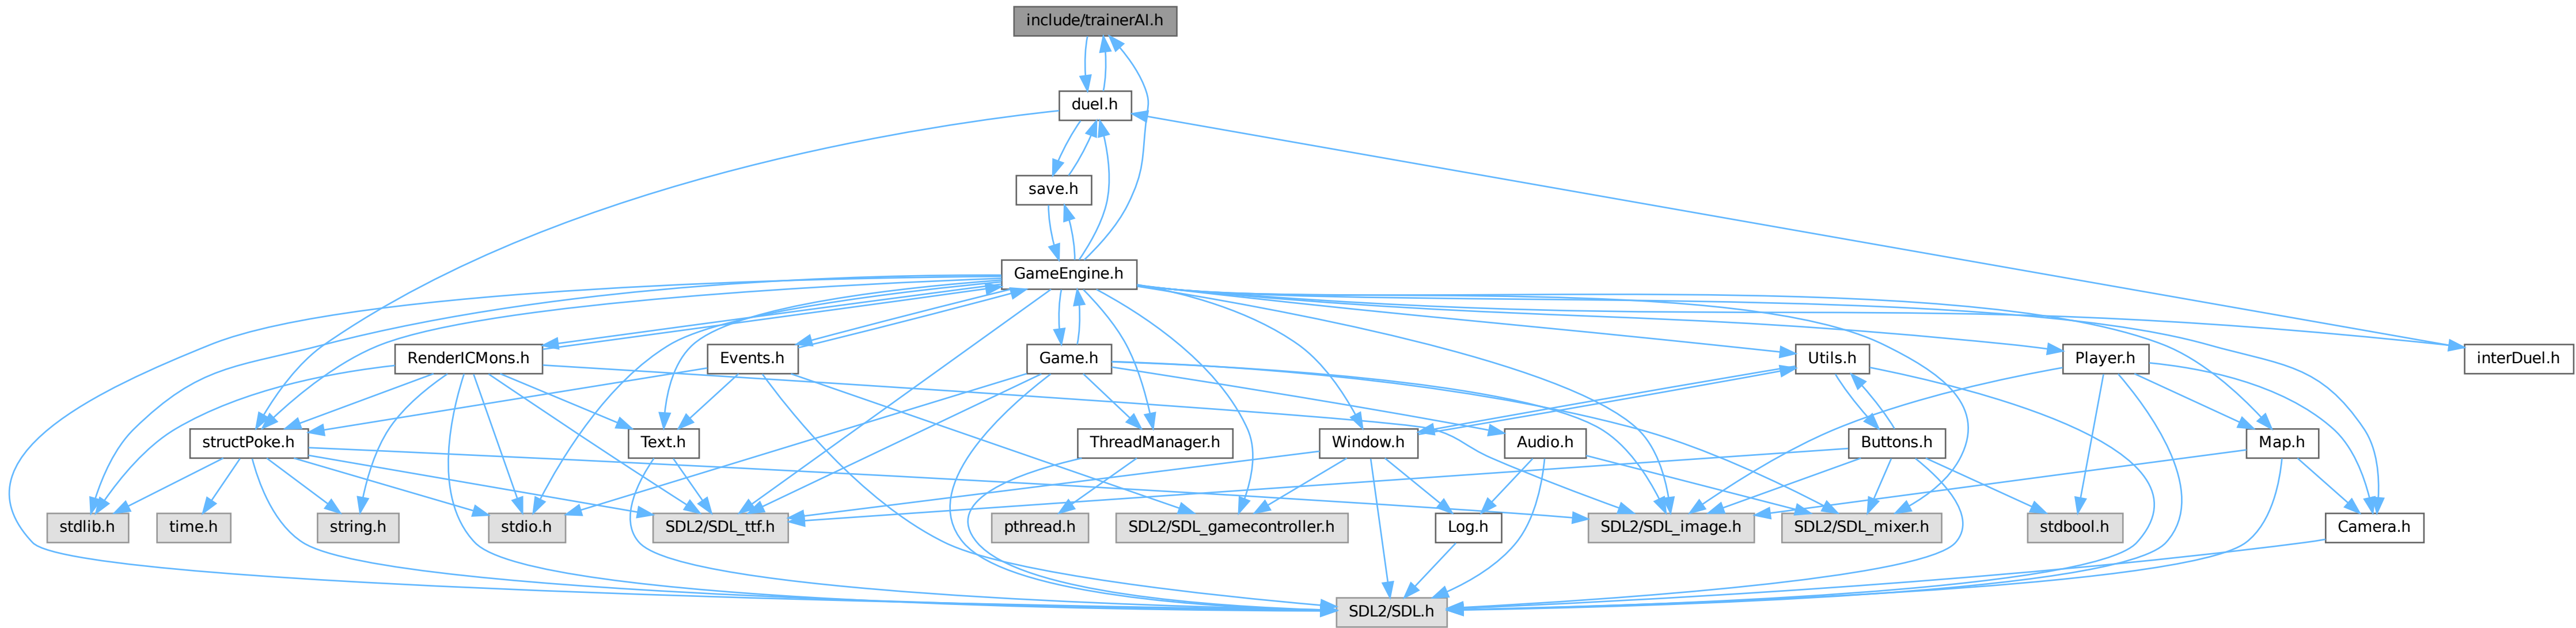 include/trainerAI.h
duel.h
save.h
GameEngine.h
RenderICMons.h
Events.h
Game.h
Utils.h
Player.h
interDuel.h
structPoke.h
Text.h
ThreadManager.h
Window.h
Audio.h
Buttons.h
Map.h
stdlib.h
time.h
string.h
stdio.h
SDL2/SDL_ttf.h
pthread.h
SDL2/SDL_gamecontroller.h
Log.h
SDL2/SDL_image.h
SDL2/SDL_mixer.h
stdbool.h
Camera.h
SDL2/SDL.h